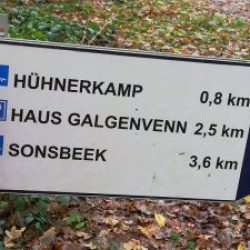 HÜHNERKAMP 0,8 km
HAUS GALGENVENN 2,5 km
SONSBEEK 3,6 km